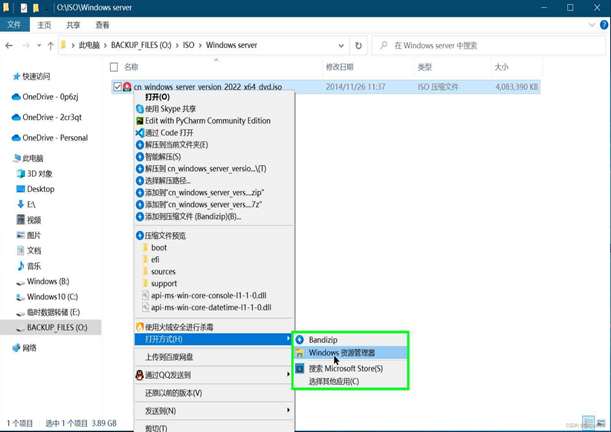 O:\ISO\Windows server
文件 主页 共享 查看
此电脑 > BACKUP_FILES (O:) > ISO > Windows server
在 Windows server 中搜索
名称 修改日期 类型 大小
cn_windows_server_version_2022_x64_dvd.iso 2014/11/26 11:37 ISO 压缩文件 4,083,390 KB
快速访问
OneDrive - 0p6zj
OneDrive - 2cr3qt
OneDrive - Personal
此电脑
3D 对象
Desktop
E:\
视频
图片
文档
音乐
Windows (B:)
Windows10 (C:)
临时数据转储 (E:)
BACKUP_FILES (O:)
网络
打开(O)
使用 Skype 共享
Edit with PyCharm Community Edition
通过 Code 打开
解压到当前文件夹(E)
智能解压(S)
解压到 cn_windows_server_versio...\(T)
选择解压路径...
添加到"cn_windows_server_vers....zip"
添加到"cn_windows_server_vers....7z"
添加到压缩文件 (Bandizip)(B)...
压缩文件预览
boot
efi
sources
support
api-ms-win-core-console-l1-1-0.dll
api-ms-win-core-datetime-l1-1-0.dll
使用火绒安全进行杀毒
打开方式(H)
上传到百度网盘
通过QQ发送到
还原以前的版本(V)
发送到(N)
剪切(T)
Bandizip
Windows 资源管理器
搜索 Microsoft Store(S)
选择其他应用(C)
1 个项目 选中 1 个项目 3.89 GB